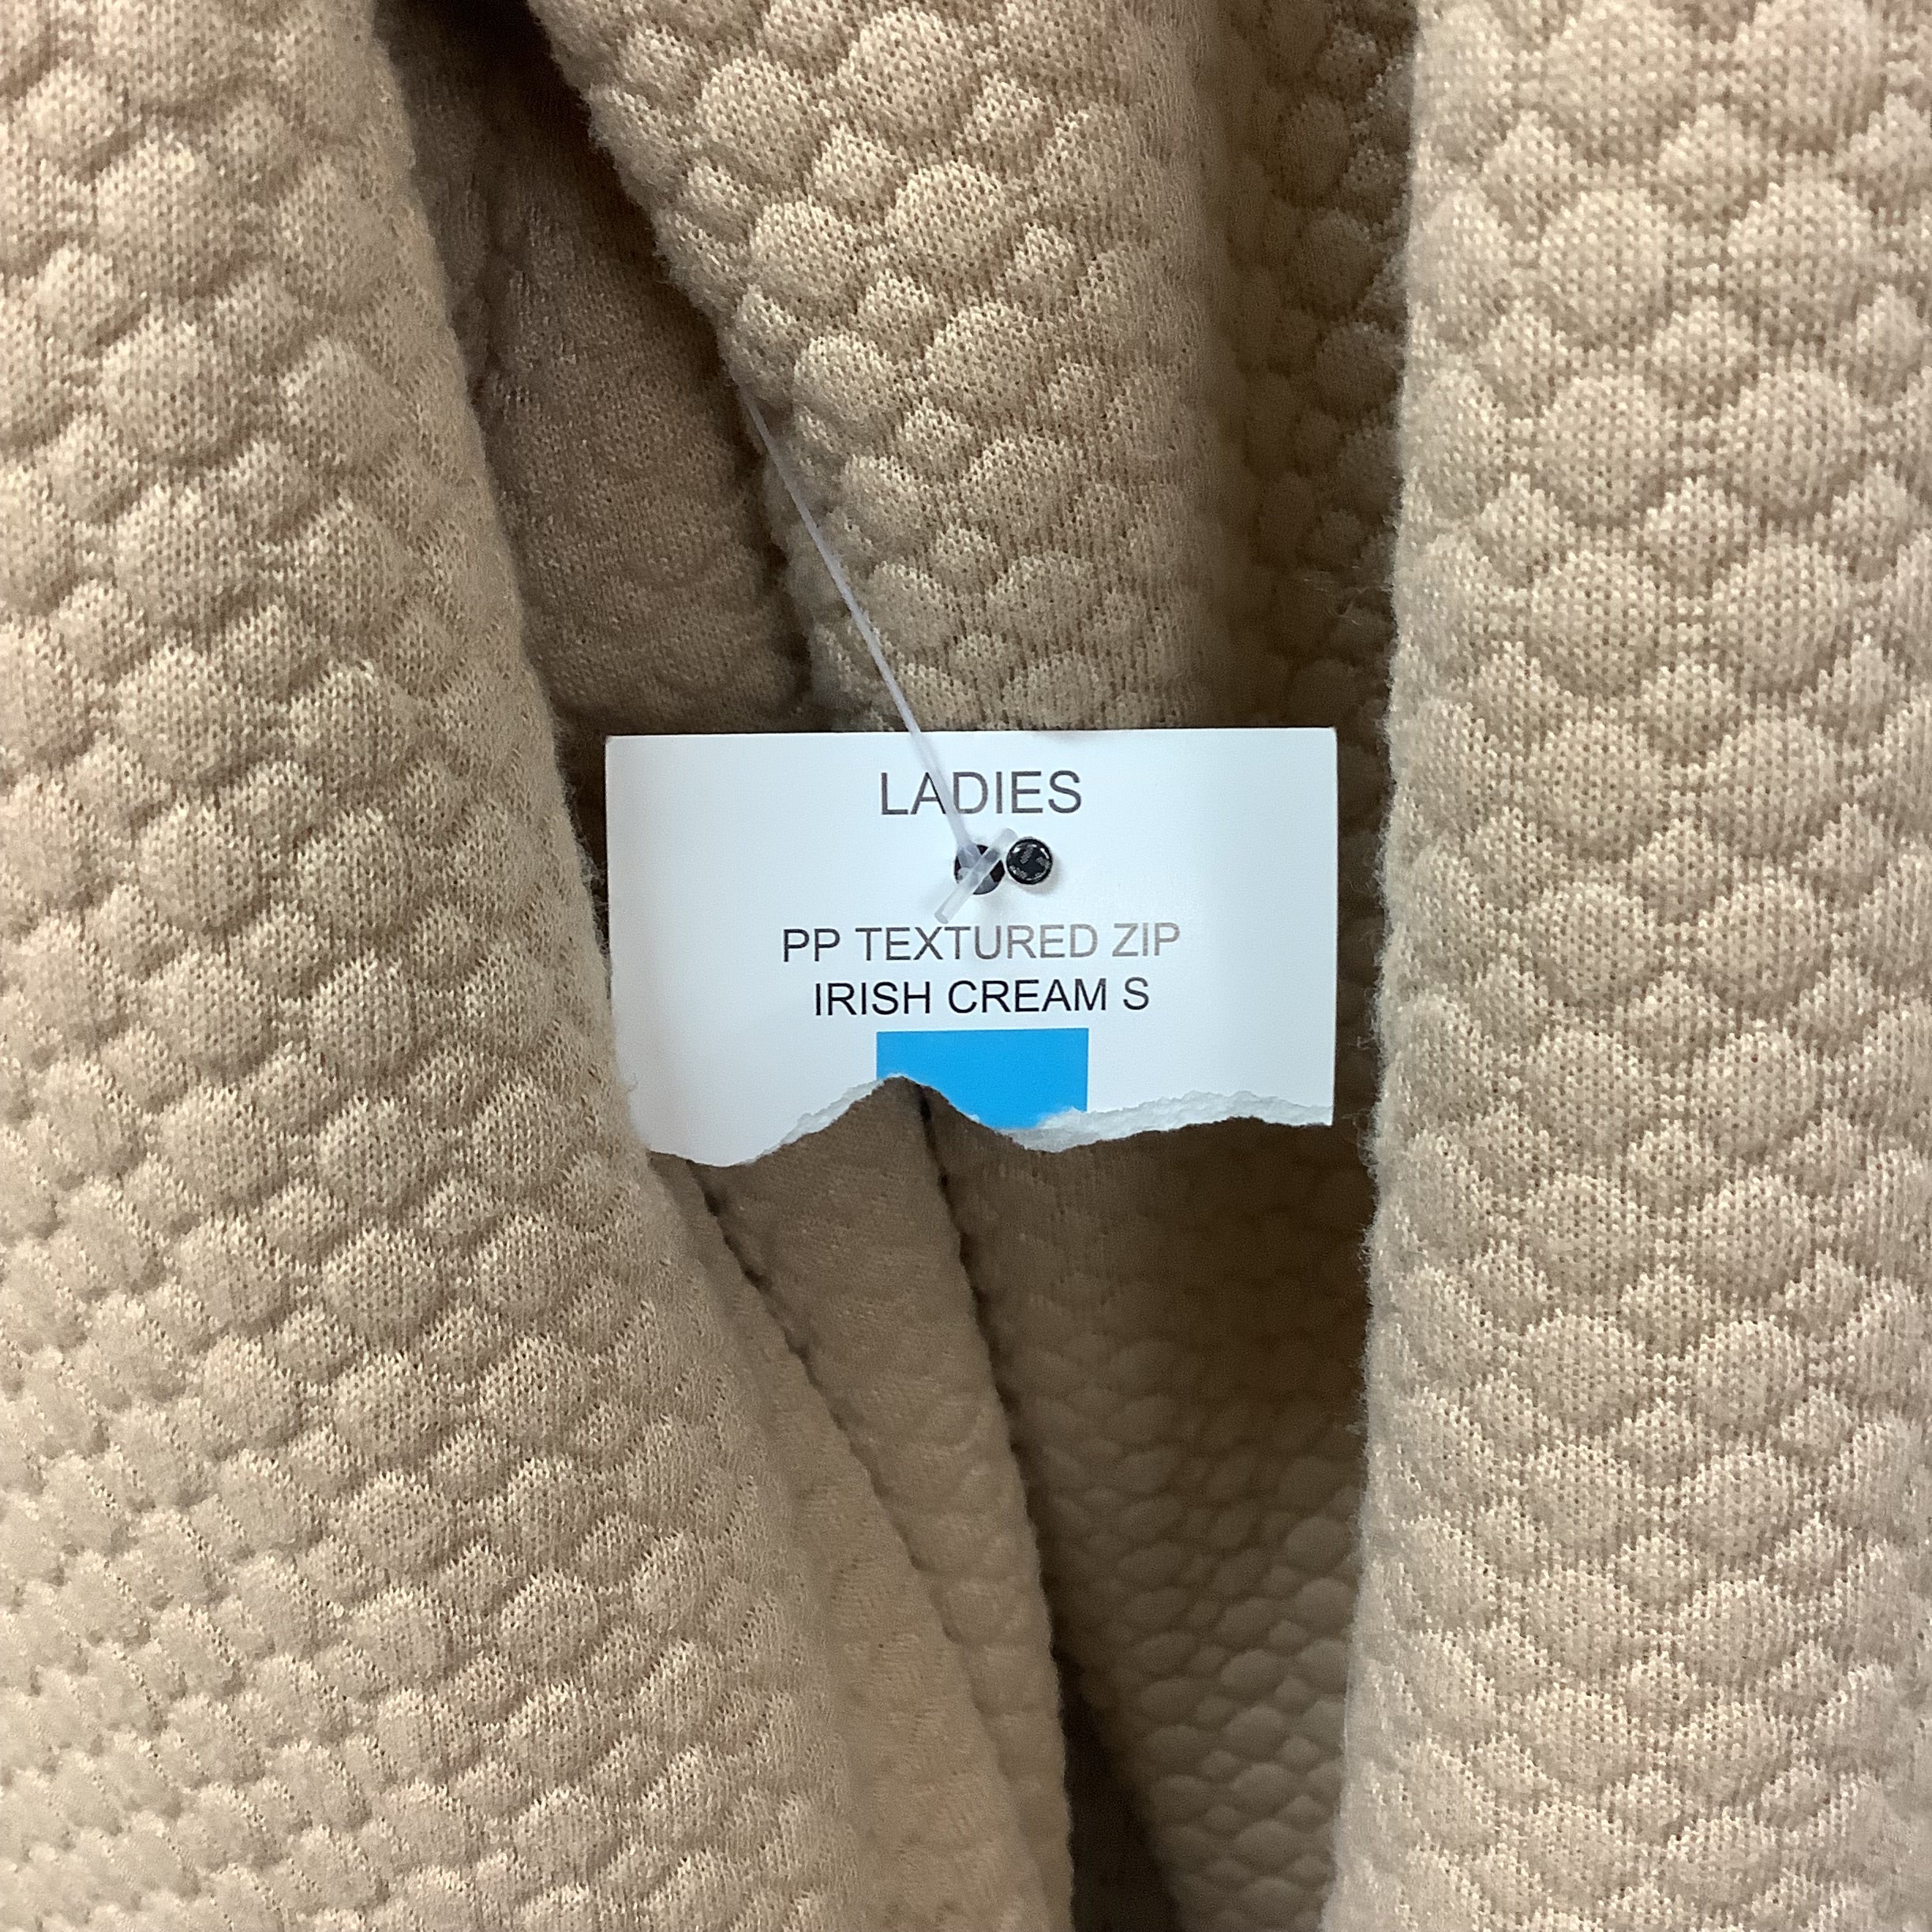 LADIES
PP TEXTURED ZIP
IRISH CREAM S